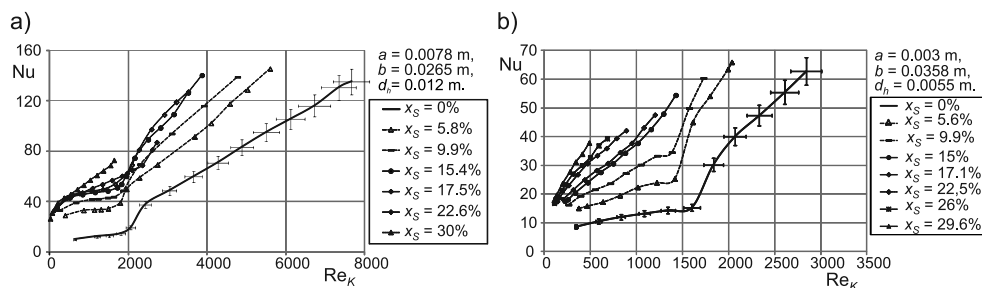 a)
160
Nu
120
80
40
0
0
2000
4000
6000
8000
Re_K
a = 0.0078 m,
b = 0.0265 m,
d_h = 0.012 m.
x_S = 0%
x_S = 5.8%
x_S = 9.9%
x_S = 15.4%
x_S = 17.5%
x_S = 22.6%
x_S = 30%
b)
70
Nu
60
50
40
30
20
10
0
0
500
1000
1500
2000
2500
3000
3500
Re_K
a = 0.003 m,
b = 0.0358 m,
d_h = 0.0055 m.
x_S = 0%
x_S = 5.6%
x_S = 9.9%
x_S = 15%
x_S = 17.1%
x_S = 22,5%
x_S = 26%
x_S = 29.6%